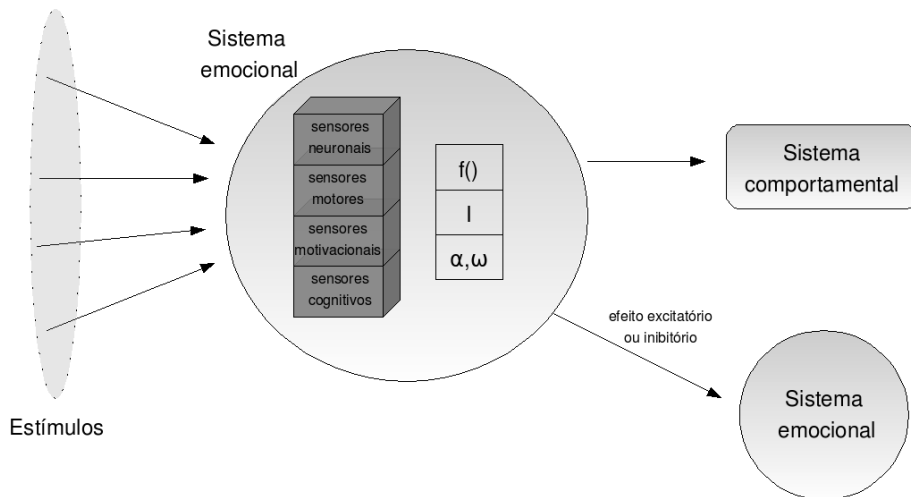 Sistema
emocional
sensores
neuronais
sensores
motores
sensores
motivacionais
sensores
cognitivos
f()
I
α,ω
Sistema
comportamental
efeito excitatório
ou inibitório
Sistema
emocional
Estímulos